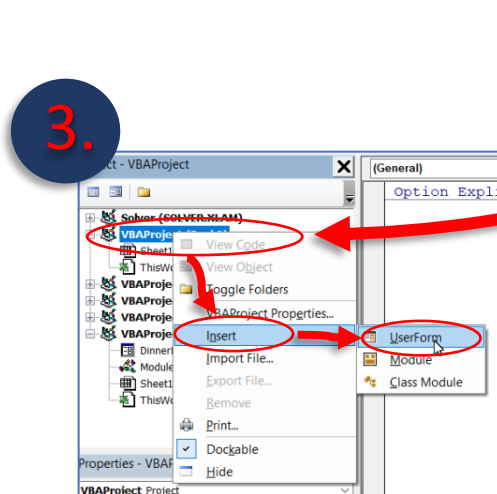 3.
ct - VBAProject
(General)
Option Expl
Solver (SOLVER.XLAM)
VBAProje
View Code
Sheet1
View Object
ThisWo
Toggle Folders
VBAProje
VBAProje
VBAProject Properties...
VBAProje
VBAProje
Insert
UserForm
Dinner
Import File...
Module
Module
Export File...
Class Module
Sheet1
Remove
ThisWo
Print...
Dockable
Properties - VBAP
Hide
VBAProject Project